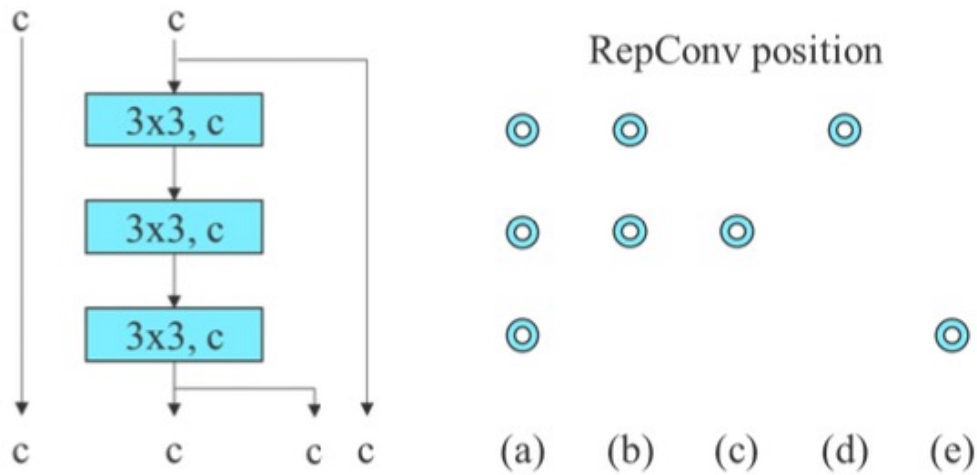 c c
RepConv position
3x3, c
3x3, c
3x3, c
c c c c
(a) (b) (c) (d) (e)